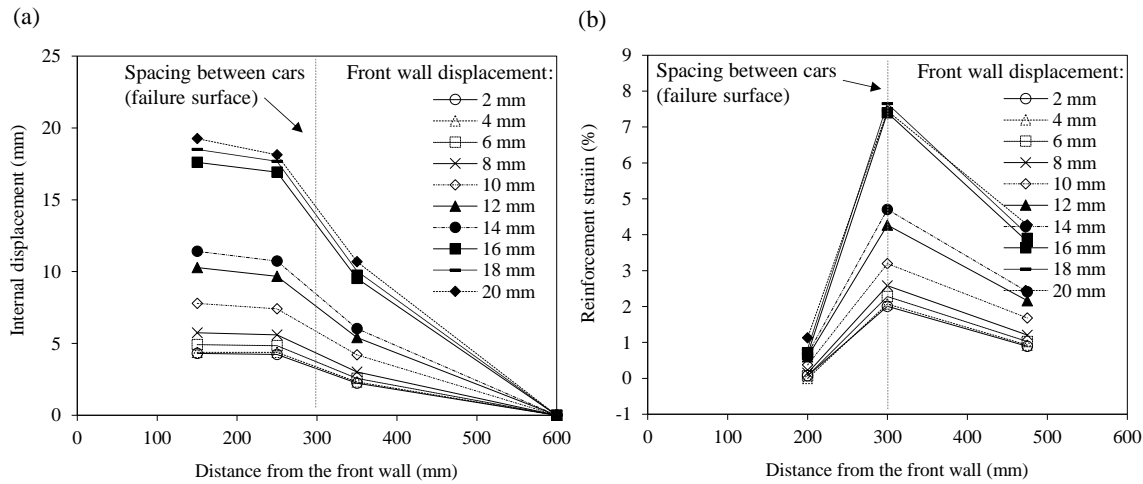 (a)
25
20
15
10
5
0
Internal displacement (mm)
0 100 200 300 400 500 600
Distance from the front wall (mm)
Spacing between cars
(failure surface)
Front wall displacement:
2 mm
4 mm
6 mm
8 mm
10 mm
12 mm
14 mm
16 mm
18 mm
20 mm
(b)
9
8
7
6
5
4
3
2
1
0
-1
Reinforcement straiin (%)
0 100 200 300 400 500 600
Distance from the front wall (mm)
Spacing between cars
(failure surface)
Front wall displacement:
2 mm
4 mm
6 mm
8 mm
10 mm
12 mm
14 mm
16 mm
18 mm
20 mm